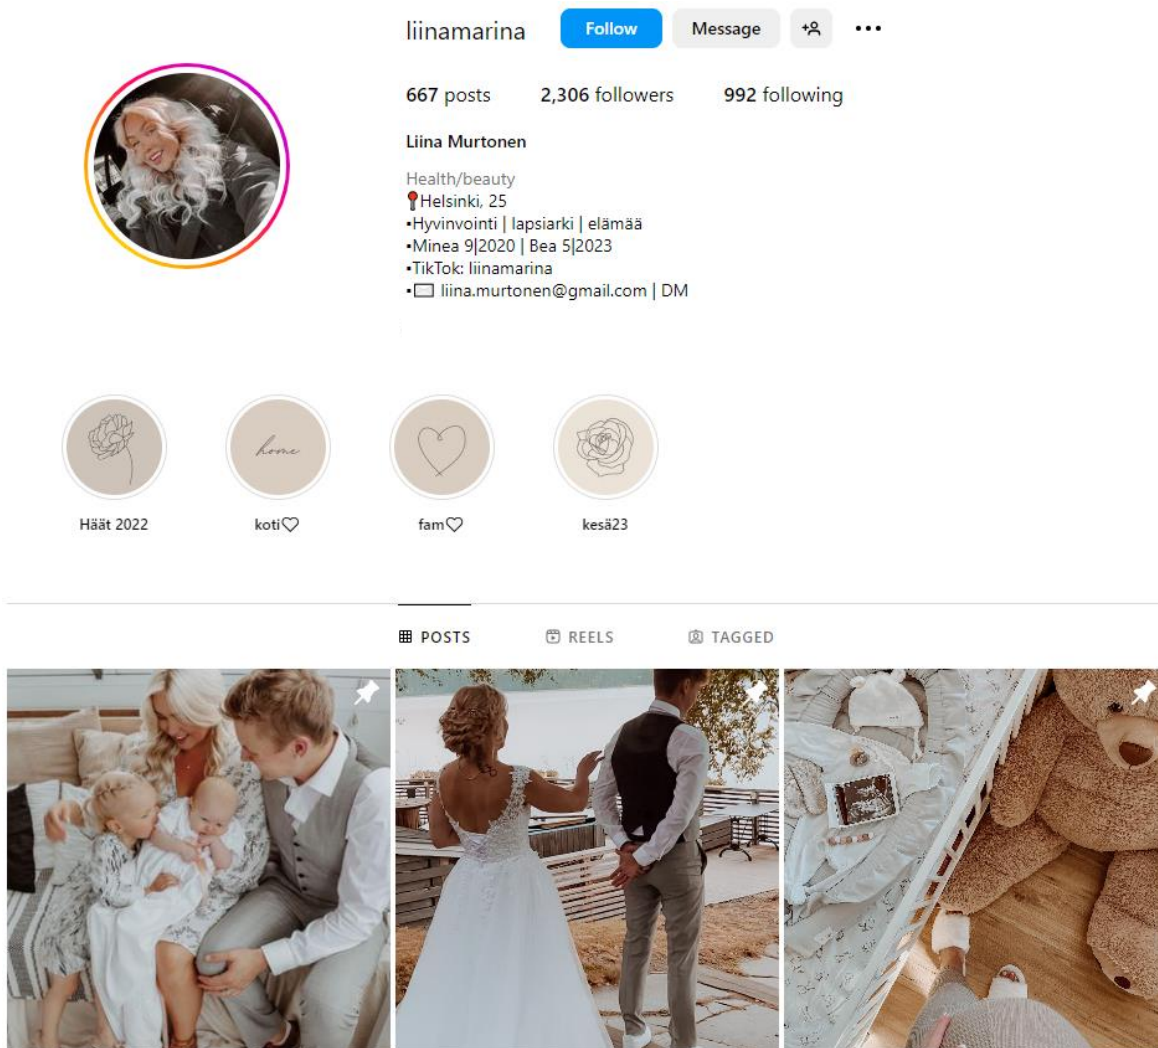 liinamarina Follow Message
667 posts 2,306 followers 992 following
Liina Murtonen
Health/beauty
📍Helsinki, 25
▪Hyvinvointi | lapsiarki | elämää
▪Minea 9|2020 | Bea 5|2023
▪TikTok: liinamarina
▪✉️ liina.murtonen@gmail.com | DM
home
Häät 2022 koti♡ fam♡ kesä23
POSTS REELS TAGGED